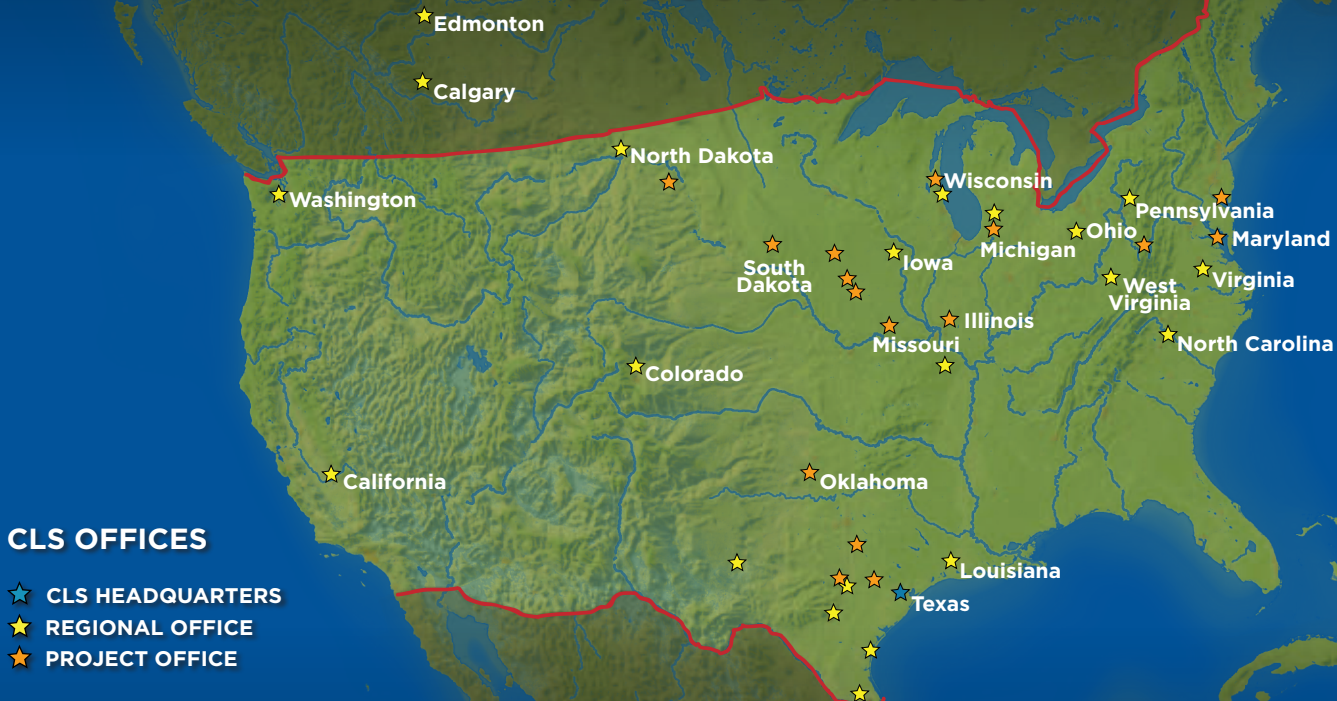 Edmonton
Calgary
North Dakota
Washington
Wisconsin
Pennsylvania
Ohio
Maryland
Michigan
Iowa
South
Dakota
Virginia
West
Virginia
Illinois
Missouri
North Carolina
Colorado
California
Oklahoma
Louisiana
Texas
CLS OFFICES
CLS HEADQUARTERS
REGIONAL OFFICE
PROJECT OFFICE